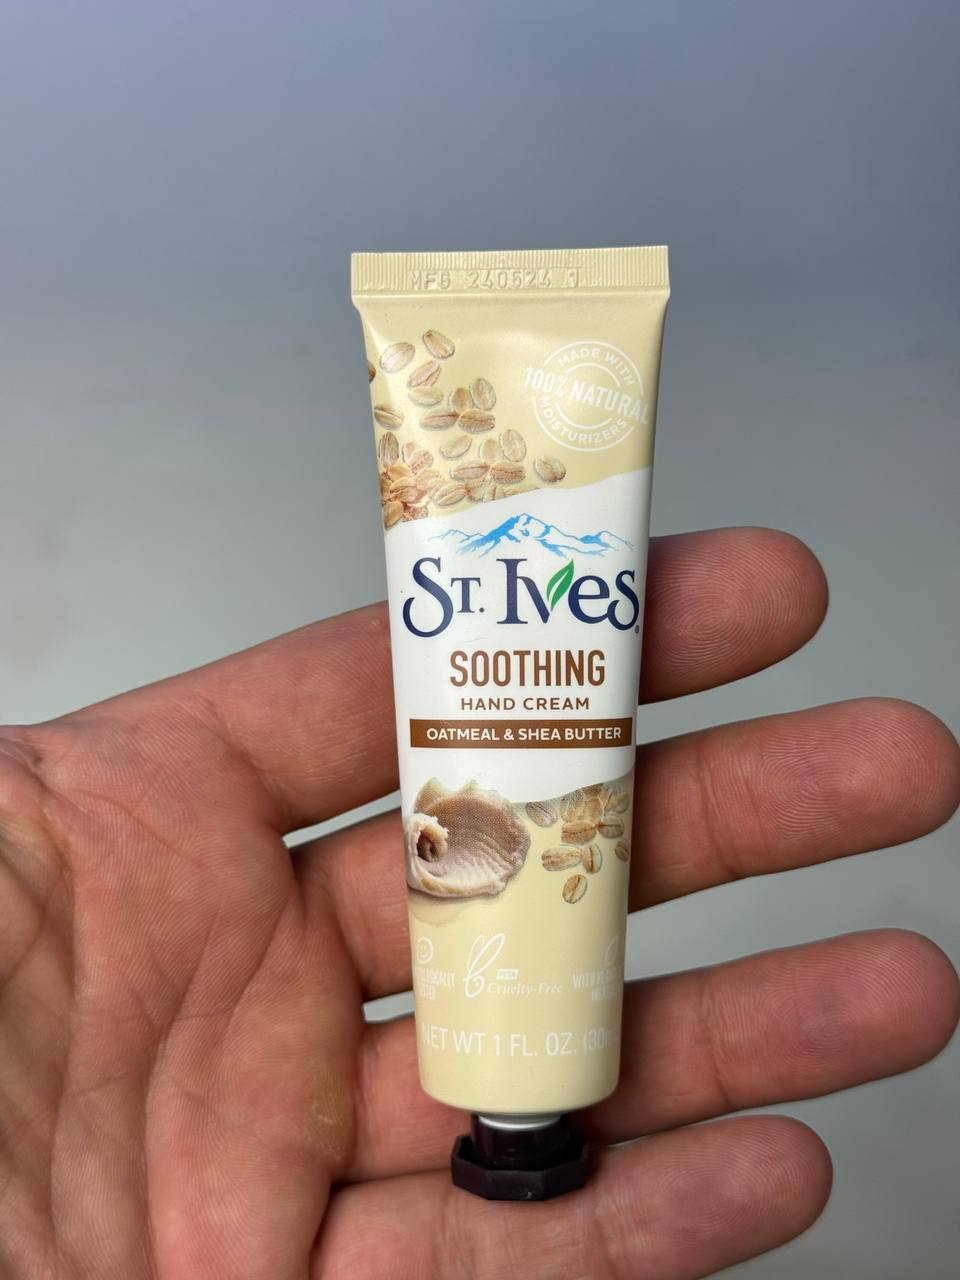 MFG 240524
MADE WITH
100% NATURAL
MOISTURIZERS
ST. IVES
SOOTHING
HAND CREAM
OATMEAL & SHEA BUTTER
PETA
Cruelty-Free
NET WT 1 FL. OZ.